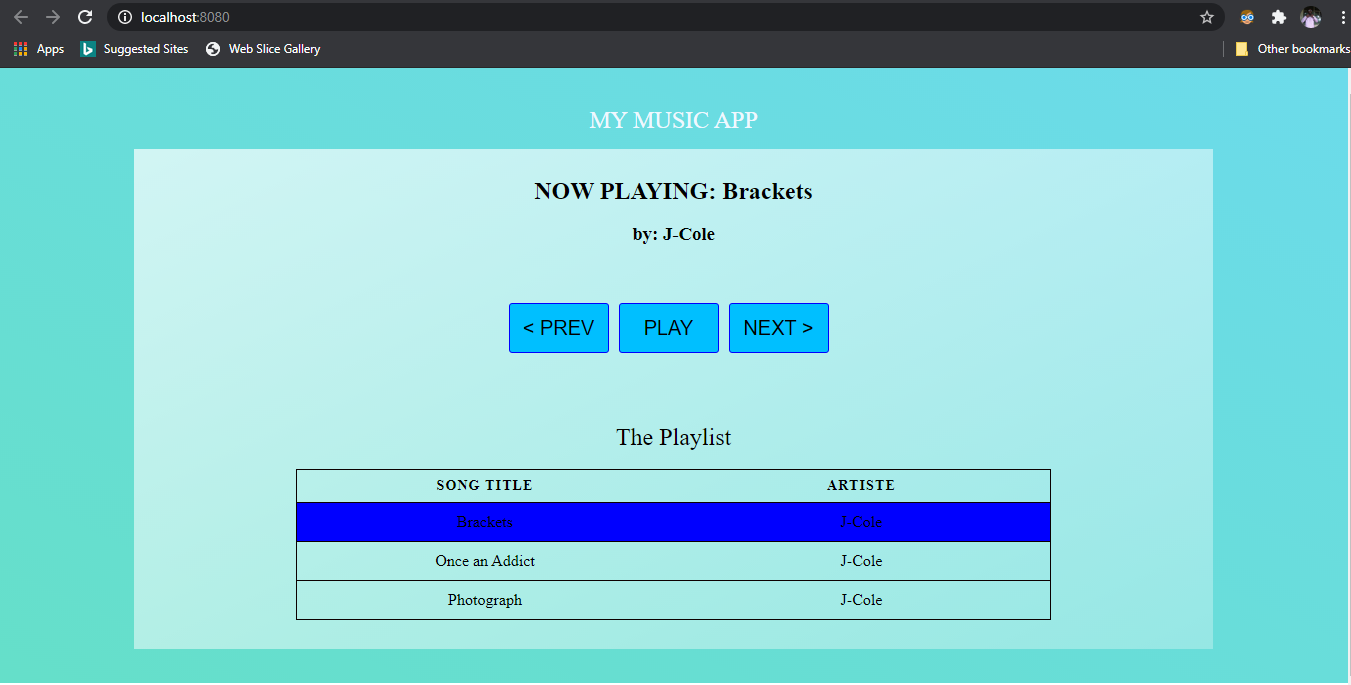 localhost:8080
Apps Suggested Sites Web Slice Gallery Other bookmarks
MY MUSIC APP
NOW PLAYING: Brackets
by: J-Cole
< PREV PLAY NEXT >
The Playlist
SONG TITLE ARTISTE
Brackets J-Cole
Once an Addict J-Cole
Photograph J-Cole